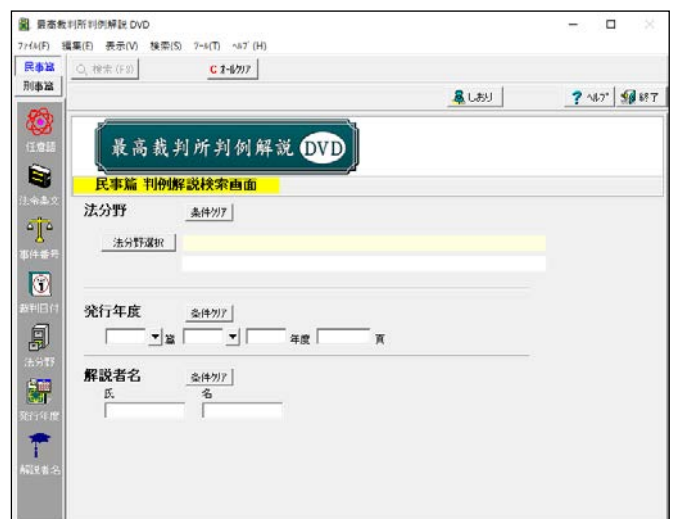 最高裁判所判例解説 DVD
ﾌｧｲﾙ(F) 編集(E) 表示(V) 検索(S) ﾂｰﾙ(T) ﾍﾙﾌﾟ(H)
民事篇
検索(F3)
C ｵｰﾙｸﾘｱ
刑事篇
しおり
? ﾍﾙﾌﾟ
終了
任意語
法令条文
事件番号
裁判日付
法分野
発行年度
解説者名
最高裁判所判例解説 DVD
民事篇 判例解説検索画面
法分野 条件ｸﾘｱ
法分野選択
発行年度 条件ｸﾘｱ
篇 年度 頁
解説者名 条件ｸﾘｱ
氏 名